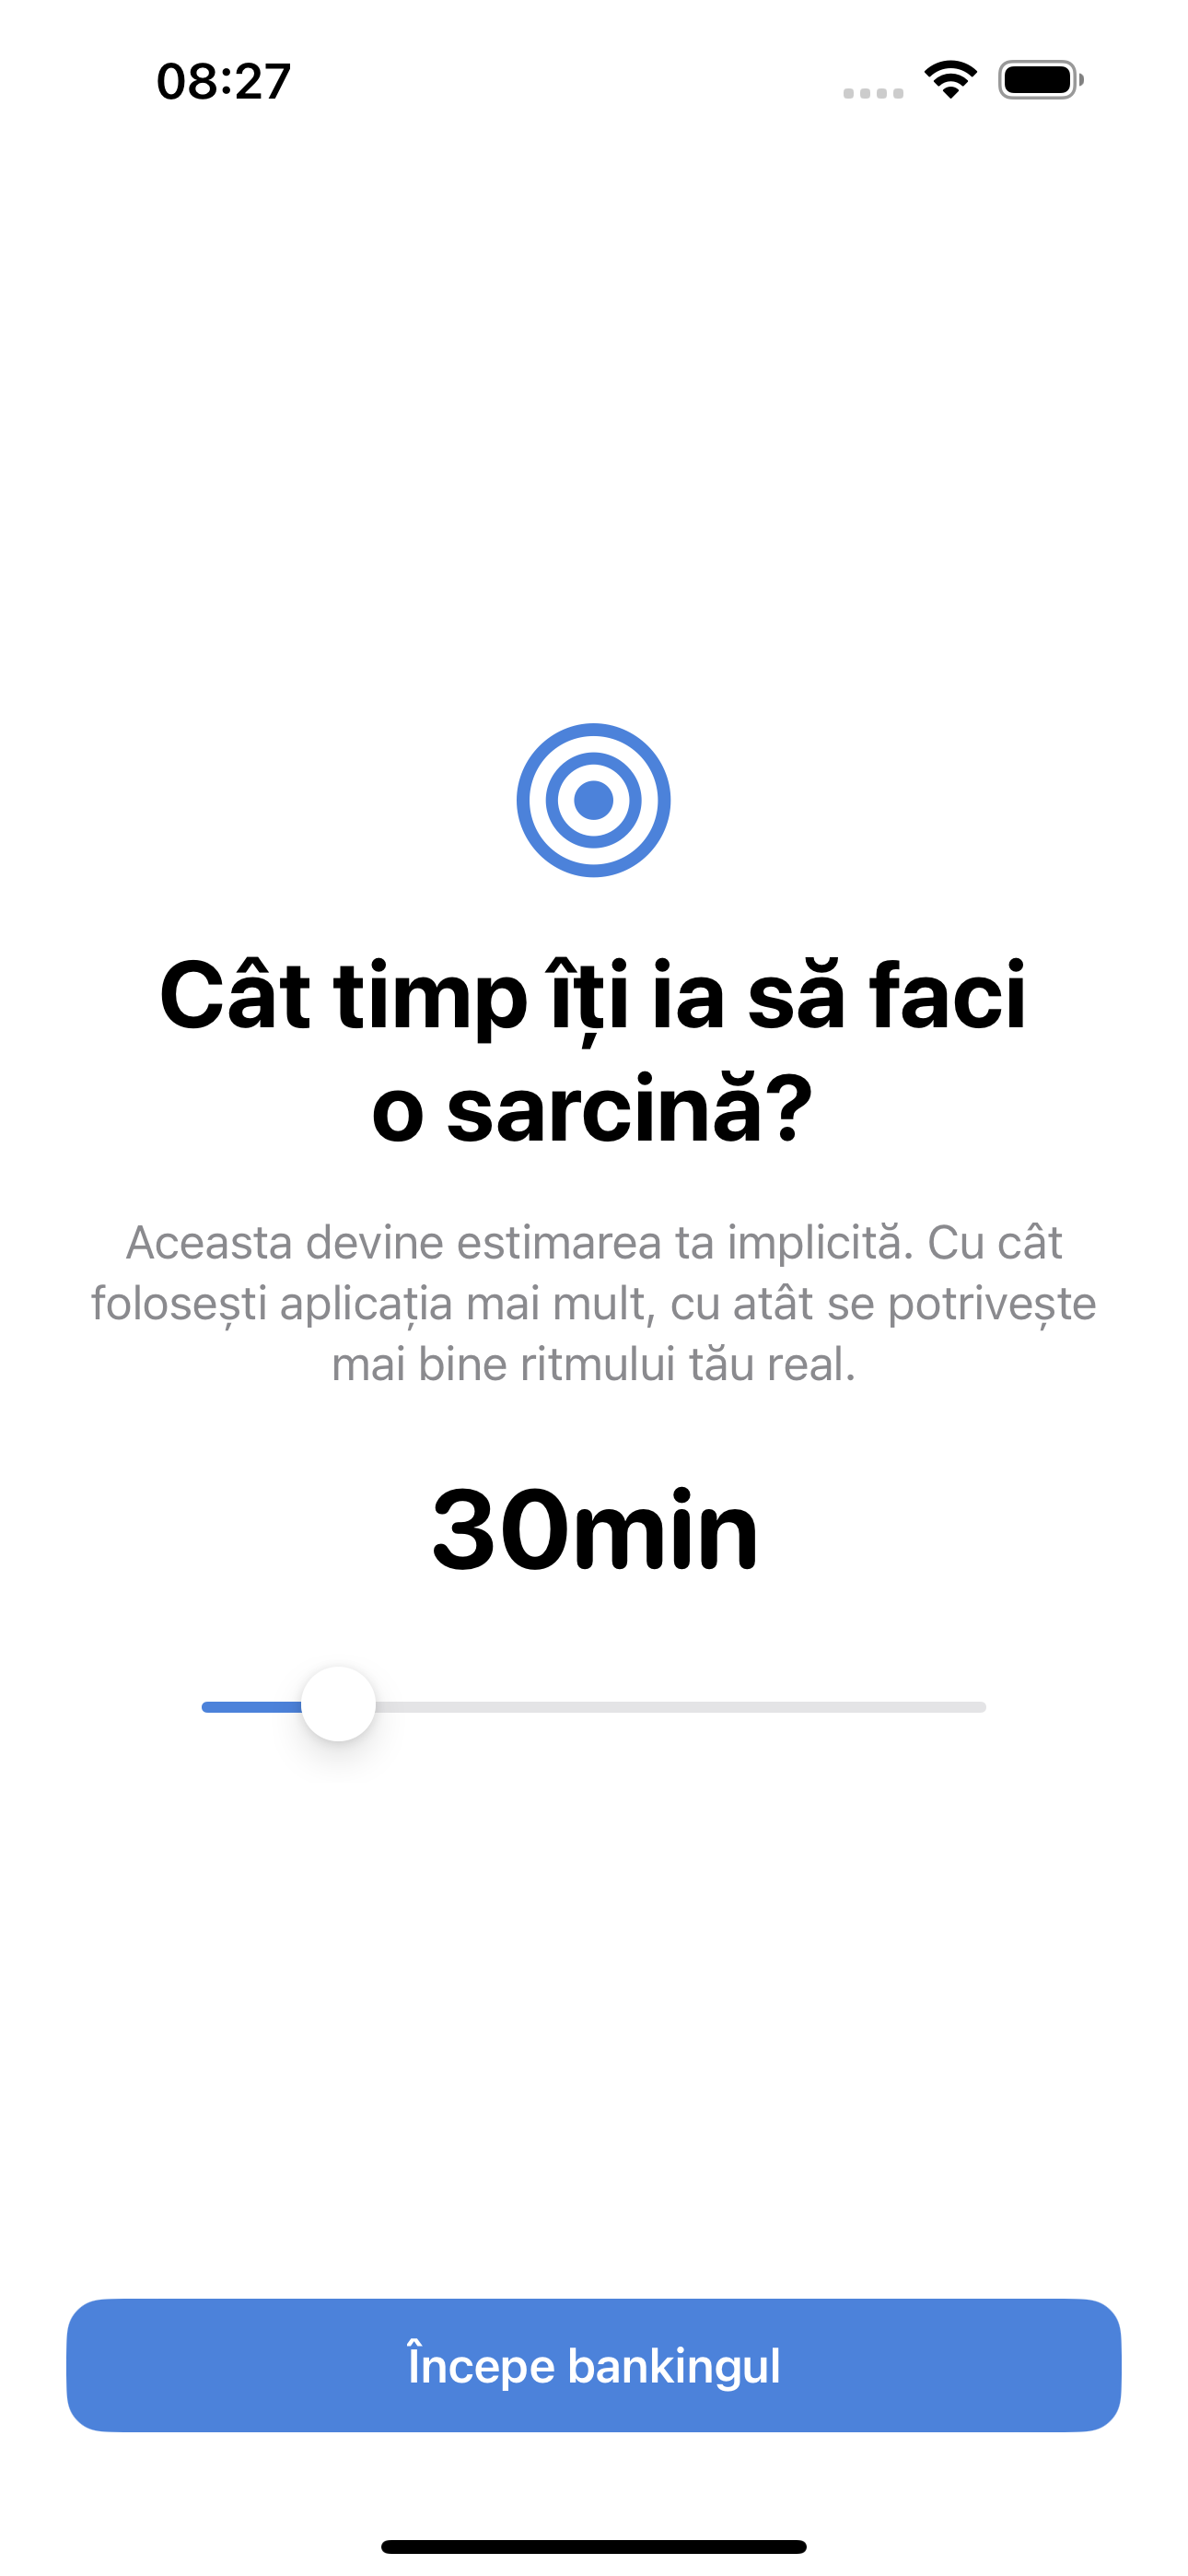 08:27
Cât timp îți ia să faci
o sarcină?
Aceasta devine estimarea ta implicită. Cu cât
folosești aplicația mai mult, cu atât se potrivește
mai bine ritmului tău real.
30min
Începe bankingul